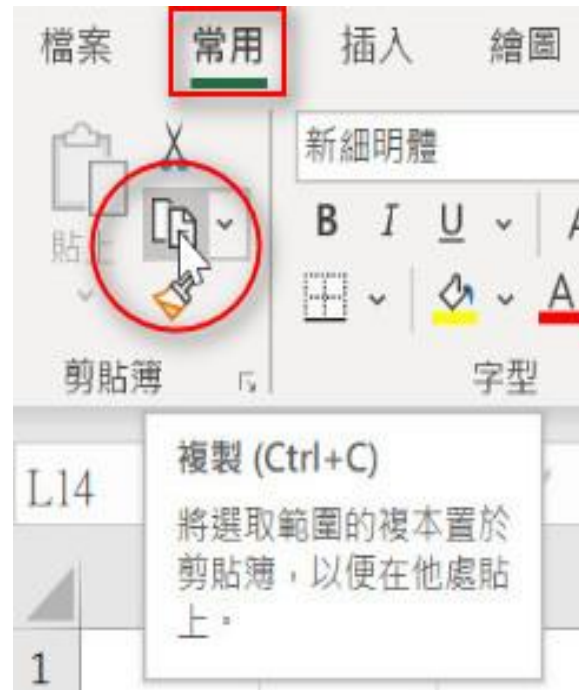 檔案 常用 插入 繪圖
新細明體
貼上
B I U A
A
剪貼簿 字型
L14
複製 (Ctrl+C)
將選取範圍的複本置於
剪貼簿，以便在他處貼
上。
1